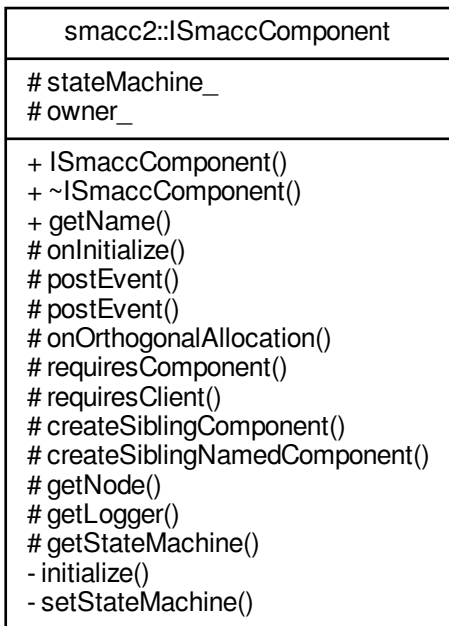 smacc2::ISmaccComponent
# stateMachine_
# owner_
+ ISmaccComponent()
+ ~ISmaccComponent()
+ getName()
# onInitialize()
# postEvent()
# postEvent()
# onOrthogonalAllocation()
# requiresComponent()
# requiresClient()
# createSiblingComponent()
# createSiblingNamedComponent()
# getNode()
# getLogger()
# getStateMachine()
- initialize()
- setStateMachine()